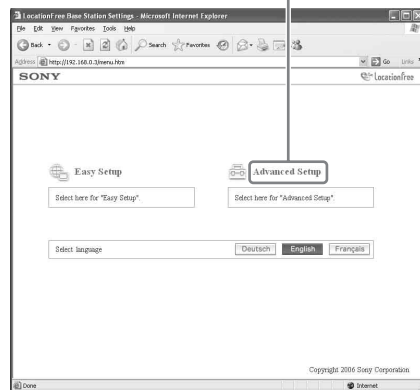 LocationFree Base Station Settings - Microsoft Internet Explorer
File Edit View Favorites Tools Help
Back Search Favorites
Address http://192.168.0.3/menu.htm Go Links
SONY LocationFree
Easy Setup Advanced Setup
Select here for "Easy Setup". Select here for "Advanced Setup".
Select language Deutsch English Français
Copyright 2006 Sony Corporation
Done Internet